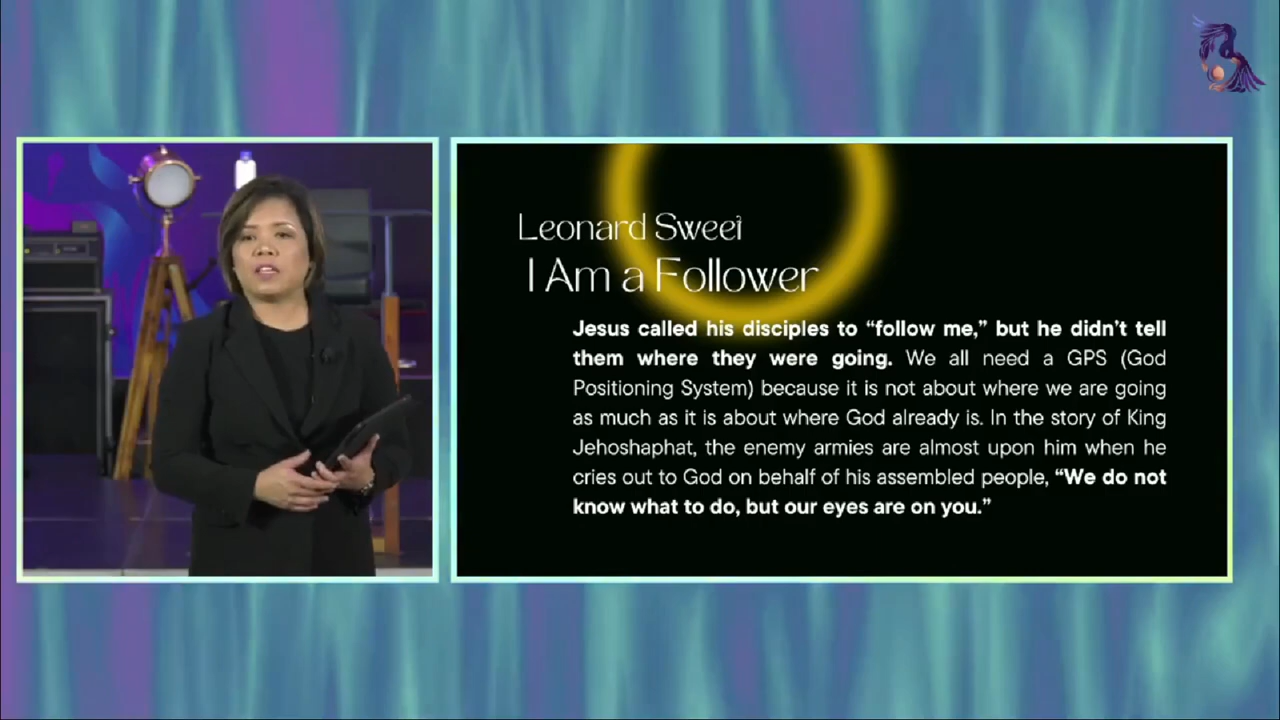 Leonard Sweet
I Am a Follower
Jesus called his disciples to “follow me,” but he didn’t tell
them where they were going. We all need a GPS (God
Positioning System) because it is not about where we are going
as much as it is about where God already is. In the story of King
Jehoshaphat, the enemy armies are almost upon him when he
cries out to God on behalf of his assembled people, “We do not
know what to do, but our eyes are on you.”